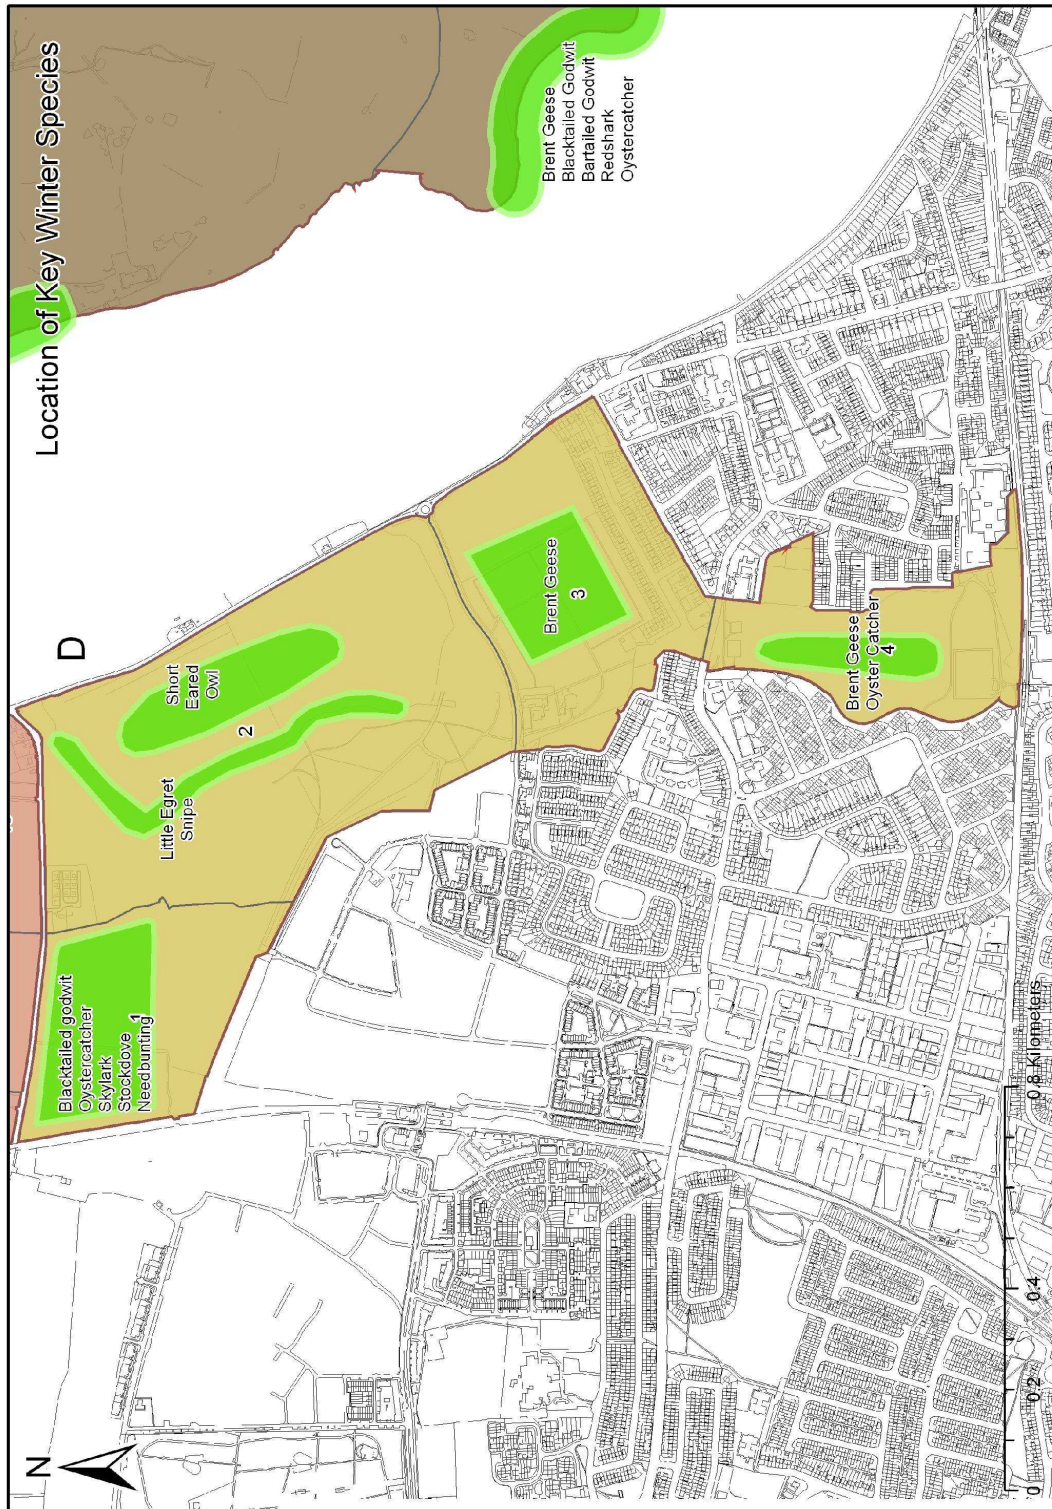 Location of Key Winter Species
N
D
Blacktailed godwit
Oystercatcher
Skylark
Stockdove
Needbunting 1
Little Egret
Snipe
2
Short
Eared
Owl
Brent Geese
3
Brent Geese
Oyster Catcher
4
Brent Geese
Blacktailed Godwit
Bartailed Godwit
Redshark
Oystercatcher
0 0.2 0.4 0.8 Kilometers